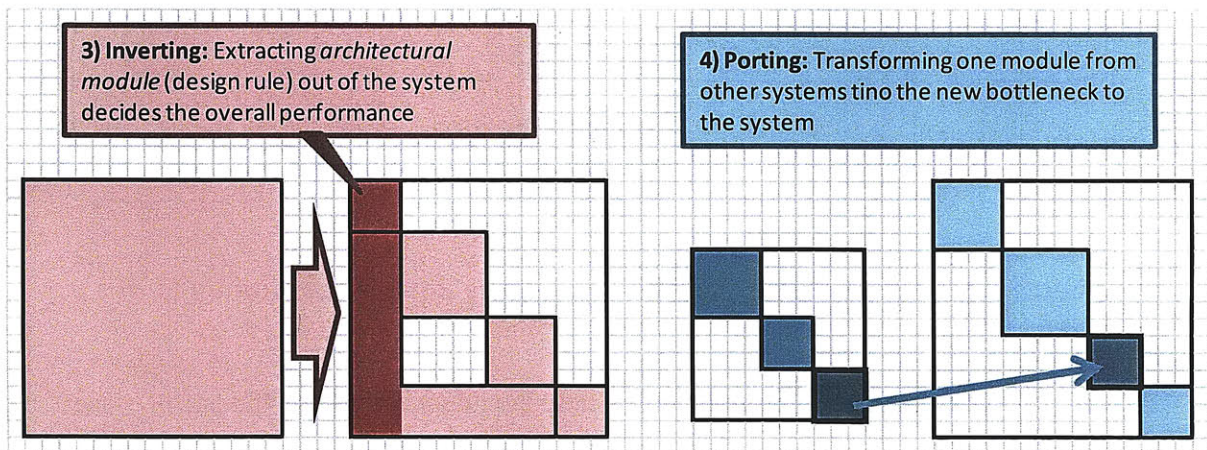 3) Inverting: Extracting architectural
module (design rule) out of the system
decides the overall performance
4) Porting: Transforming one module from
other systems tino the new bottleneck to
the system